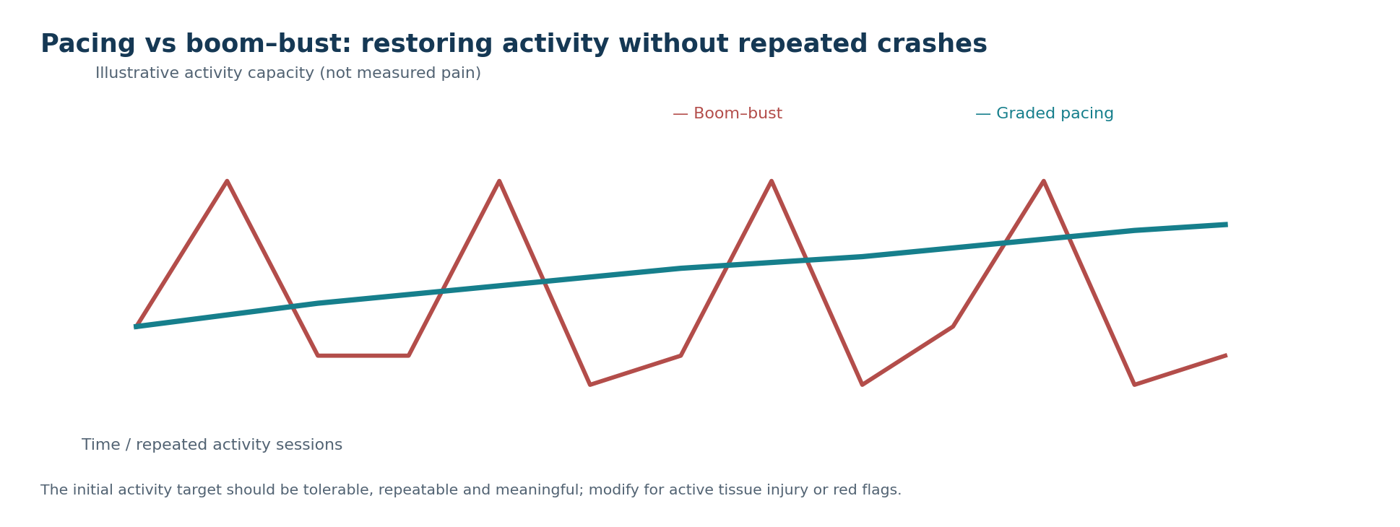 Pacing vs boom–bust: restoring activity without repeated crashes
Illustrative activity capacity (not measured pain)
— Boom–bust
— Graded pacing
Time / repeated activity sessions
The initial activity target should be tolerable, repeatable and meaningful; modify for active tissue injury or red flags.